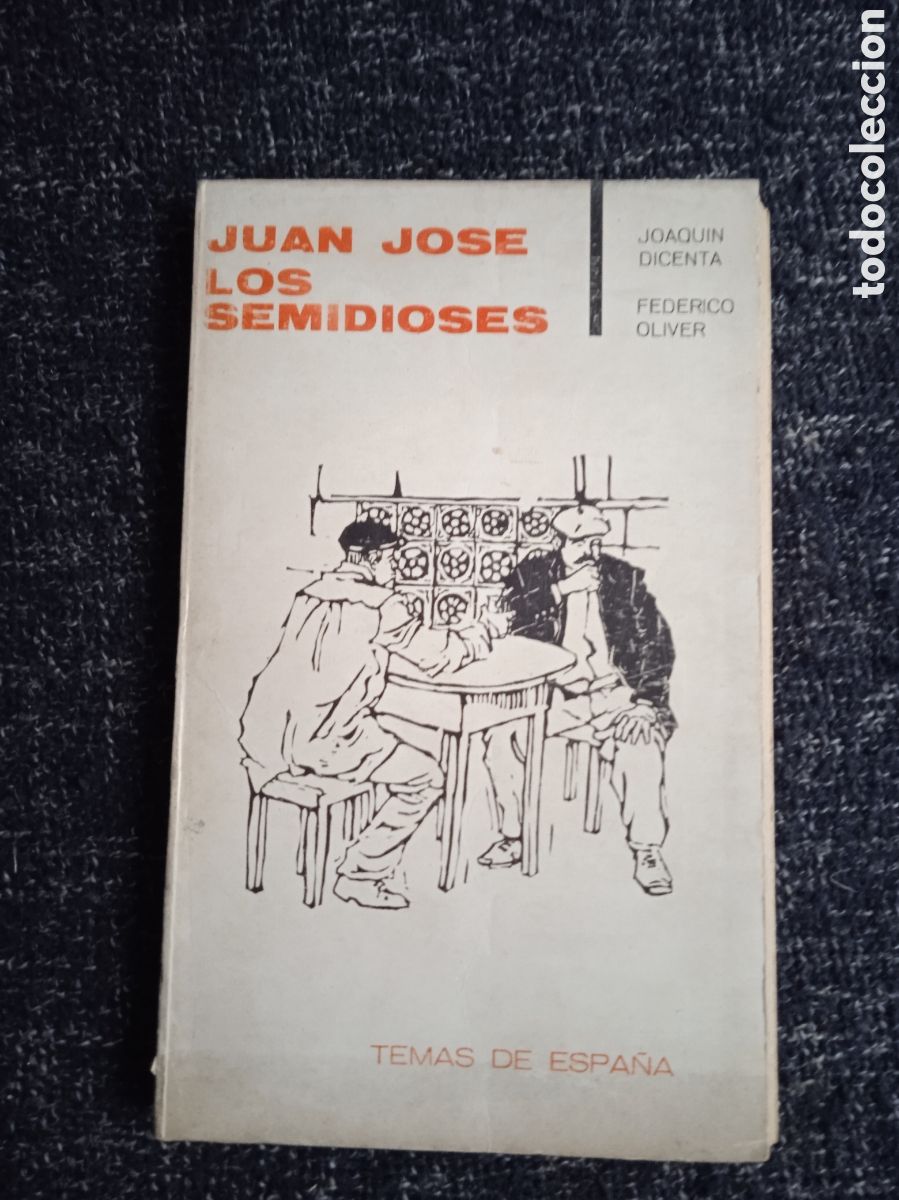 JUAN JOSE
LOS
SEMIDIOSES
JOAQUIN
DICENTA
FEDERICO
OLIVER
TEMAS DE ESPAÑA
todocoleccion